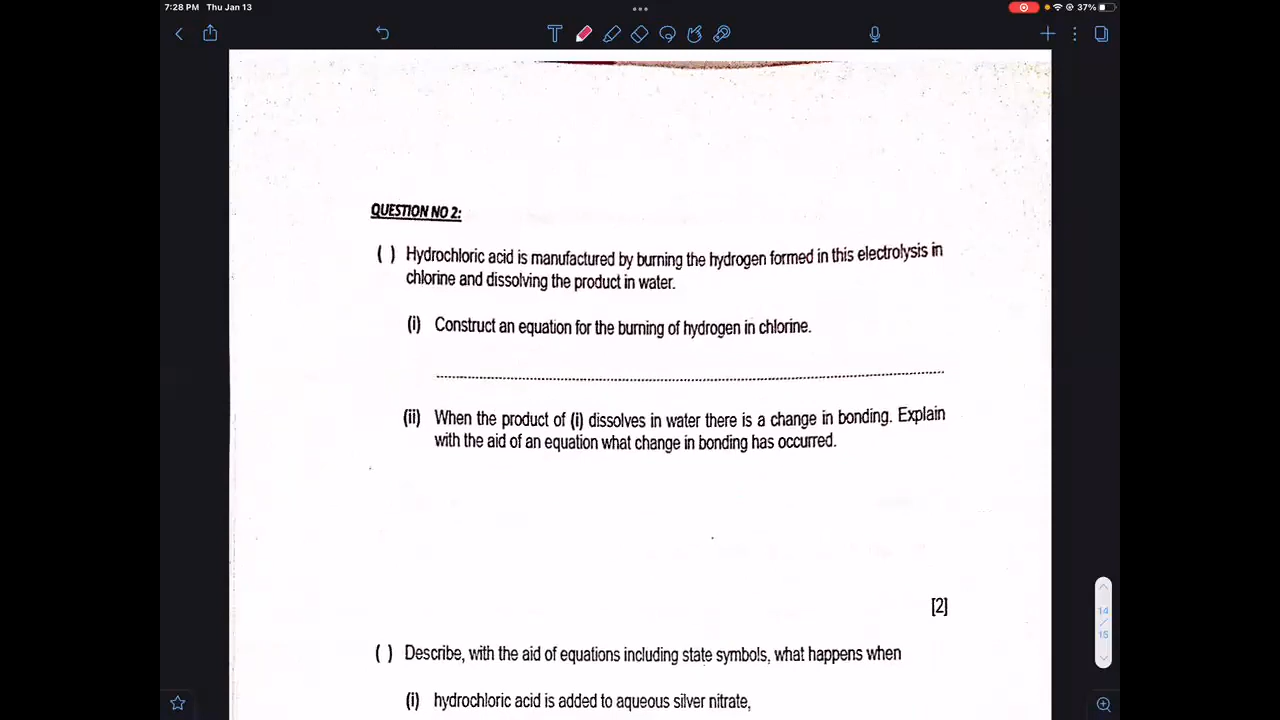 7:28 PM Thu Jan 13
37%
QUESTION NO 2:
( ) Hydrochloric acid is manufactured by burning the hydrogen formed in this electrolysis in
chlorine and dissolving the product in water.
(i) Construct an equation for the burning of hydrogen in chlorine.
(ii) When the product of (i) dissolves in water there is a change in bonding. Explain
with the aid of an equation what change in bonding has occurred.
[2]
( ) Describe, with the aid of equations including state symbols, what happens when
(i) hydrochloric acid is added to aqueous silver nitrate,
14
/
15